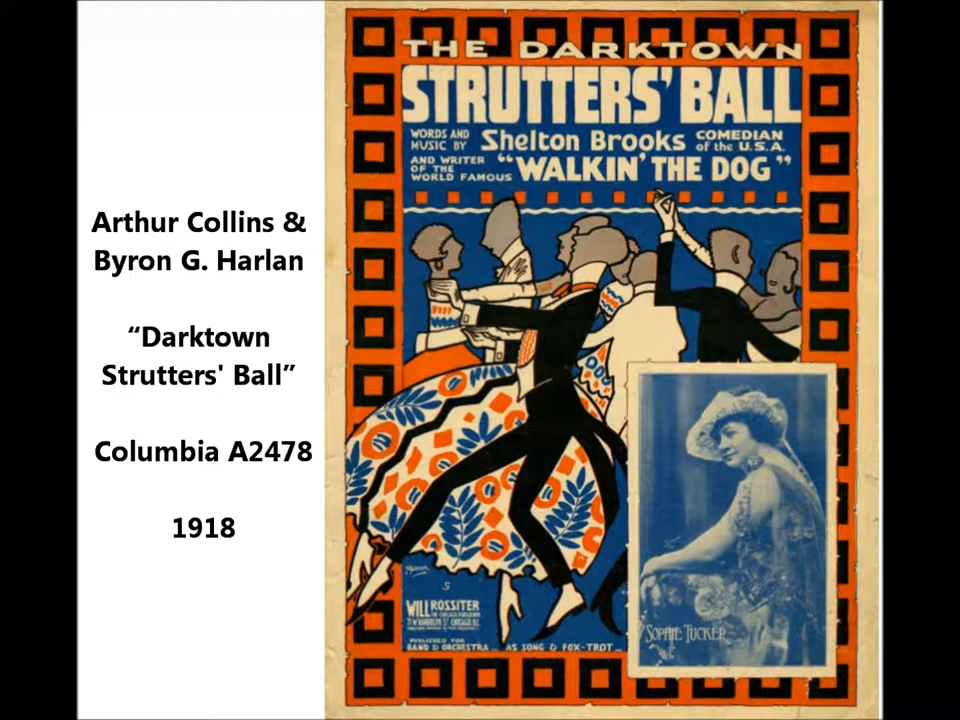 Arthur Collins &
Byron G. Harlan
“Darktown
Strutters' Ball”
Columbia A2478
1918
THE DARKTOWN
STRUTTERS' BALL
WORDS AND
MUSIC BY
Shelton Brooks
COMEDIAN
of the U.S.A.
AND WRITER
OF THE
WORLD FAMOUS
“WALKIN' THE DOG”
5
WILL ROSSITER
THE CHICAGO PUBLISHER
71 W. RANDOLPH ST. CHICAGO, ILL.
PUBLISHED FOR
BAND & ORCHESTRA
AS SONG & FOX-TROT
SOPHIE TUCKER